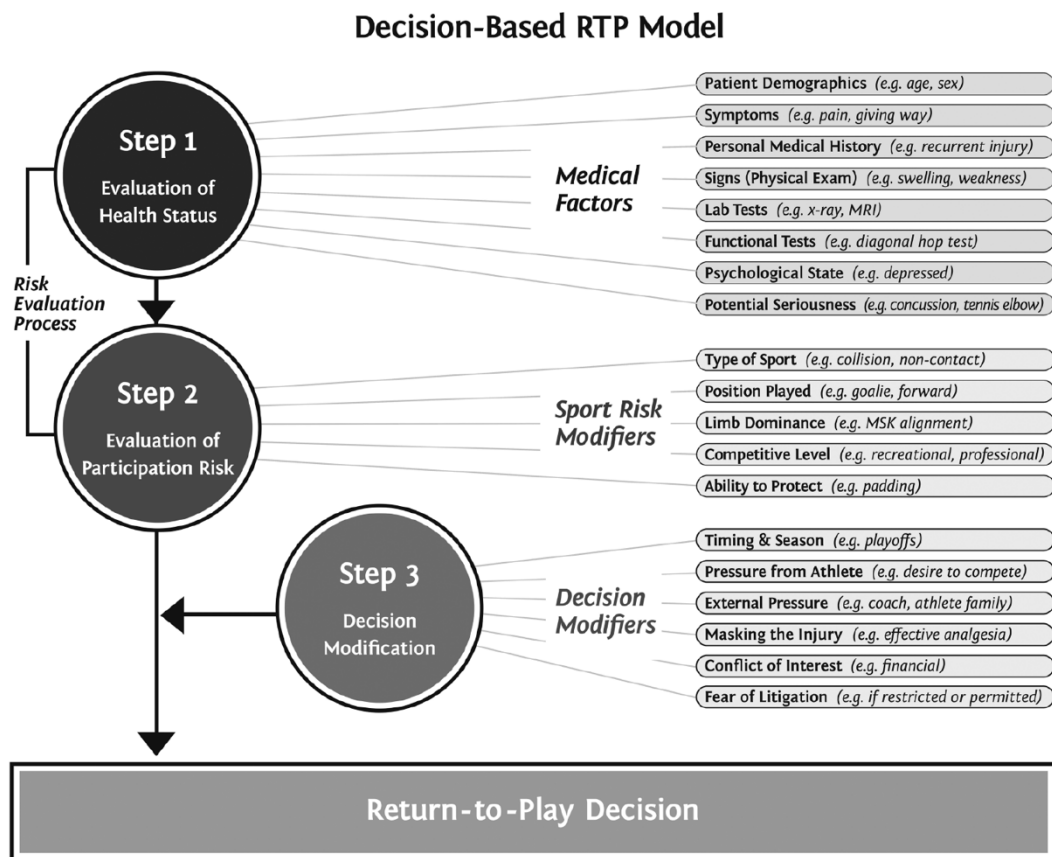 Decision-Based RTP Model
Step 1
Evaluation of
Health Status
Medical
Factors
Patient Demographics (e.g. age, sex)
Symptoms (e.g. pain, giving way)
Personal Medical History (e.g. recurrent injury)
Signs (Physical Exam) (e.g. swelling, weakness)
Lab Tests (e.g. x-ray, MRI)
Functional Tests (e.g. diagonal hop test)
Psychological State (e.g. depressed)
Potential Seriousness (e.g. concussion, tennis elbow)
Risk
Evaluation
Process
Step 2
Evaluation of
Participation Risk
Sport Risk
Modifiers
Type of Sport (e.g. collision, non-contact)
Position Played (e.g. goalie, forward)
Limb Dominance (e.g. MSK alignment)
Competitive Level (e.g. recreational, professional)
Ability to Protect (e.g. padding)
Step 3
Decision
Modification
Decision
Modifiers
Timing & Season (e.g. playoffs)
Pressure from Athlete (e.g. desire to compete)
External Pressure (e.g. coach, athlete family)
Masking the Injury (e.g. effective analgesia)
Conflict of Interest (e.g. financial)
Fear of Litigation (e.g. if restricted or permitted)
Return-to-Play Decision